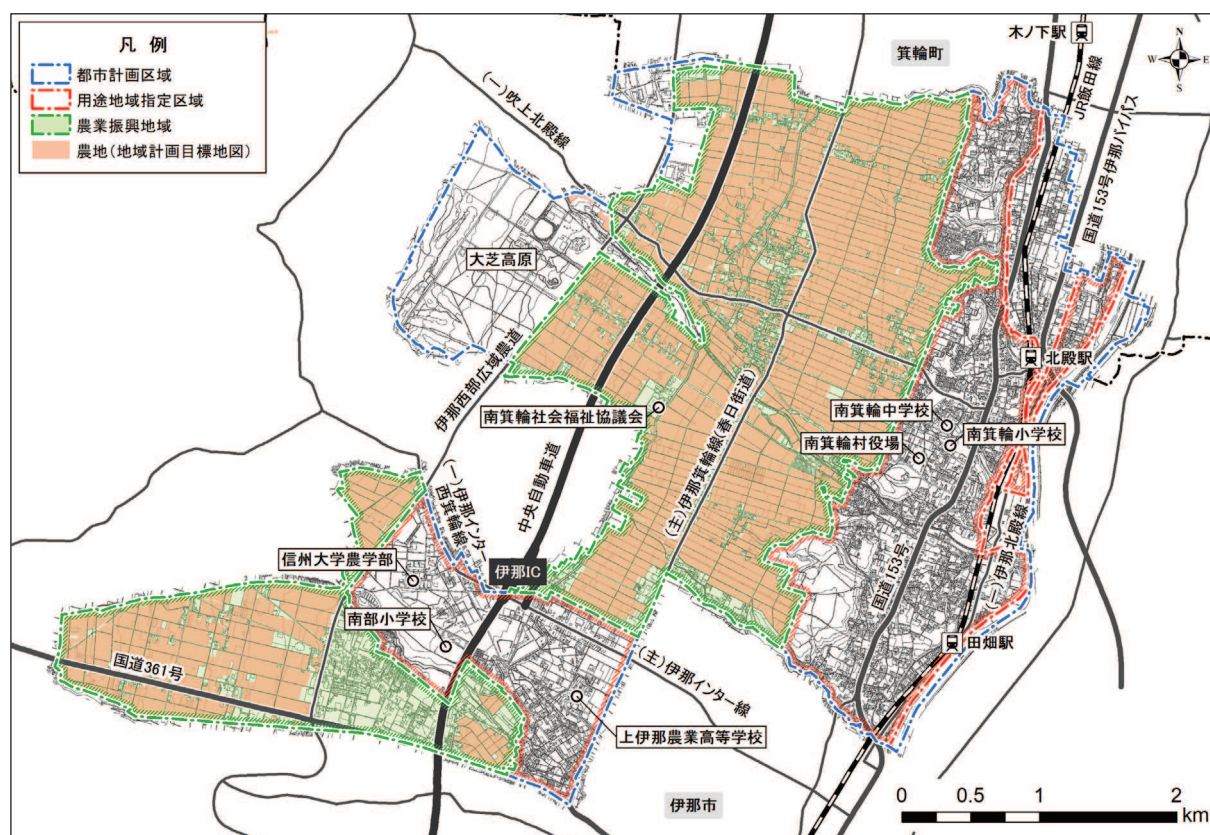 凡 例
都市計画区域
用途地域指定区域
農業振興地域
農地(地域計画目標地図)
木ノ下駅
箕輪町
N
W
E
S
JR飯田線
国道153号伊那バイパス
(一)吹上北殿線
大芝高原
伊那西部広域農道
北殿駅
南箕輪社会福祉協議会
(主)伊那箕輪線(春日街道)
南箕輪中学校
南箕輪小学校
南箕輪村役場
中央自動車道
(一)伊那インター
西箕輪線
信州大学農学部
伊那IC
国道153号
(一)伊那北殿線
南部小学校
田畑駅
国道361号
(主)伊那インター線
上伊那農業高等学校
伊那市
0 0.5 1 2
km